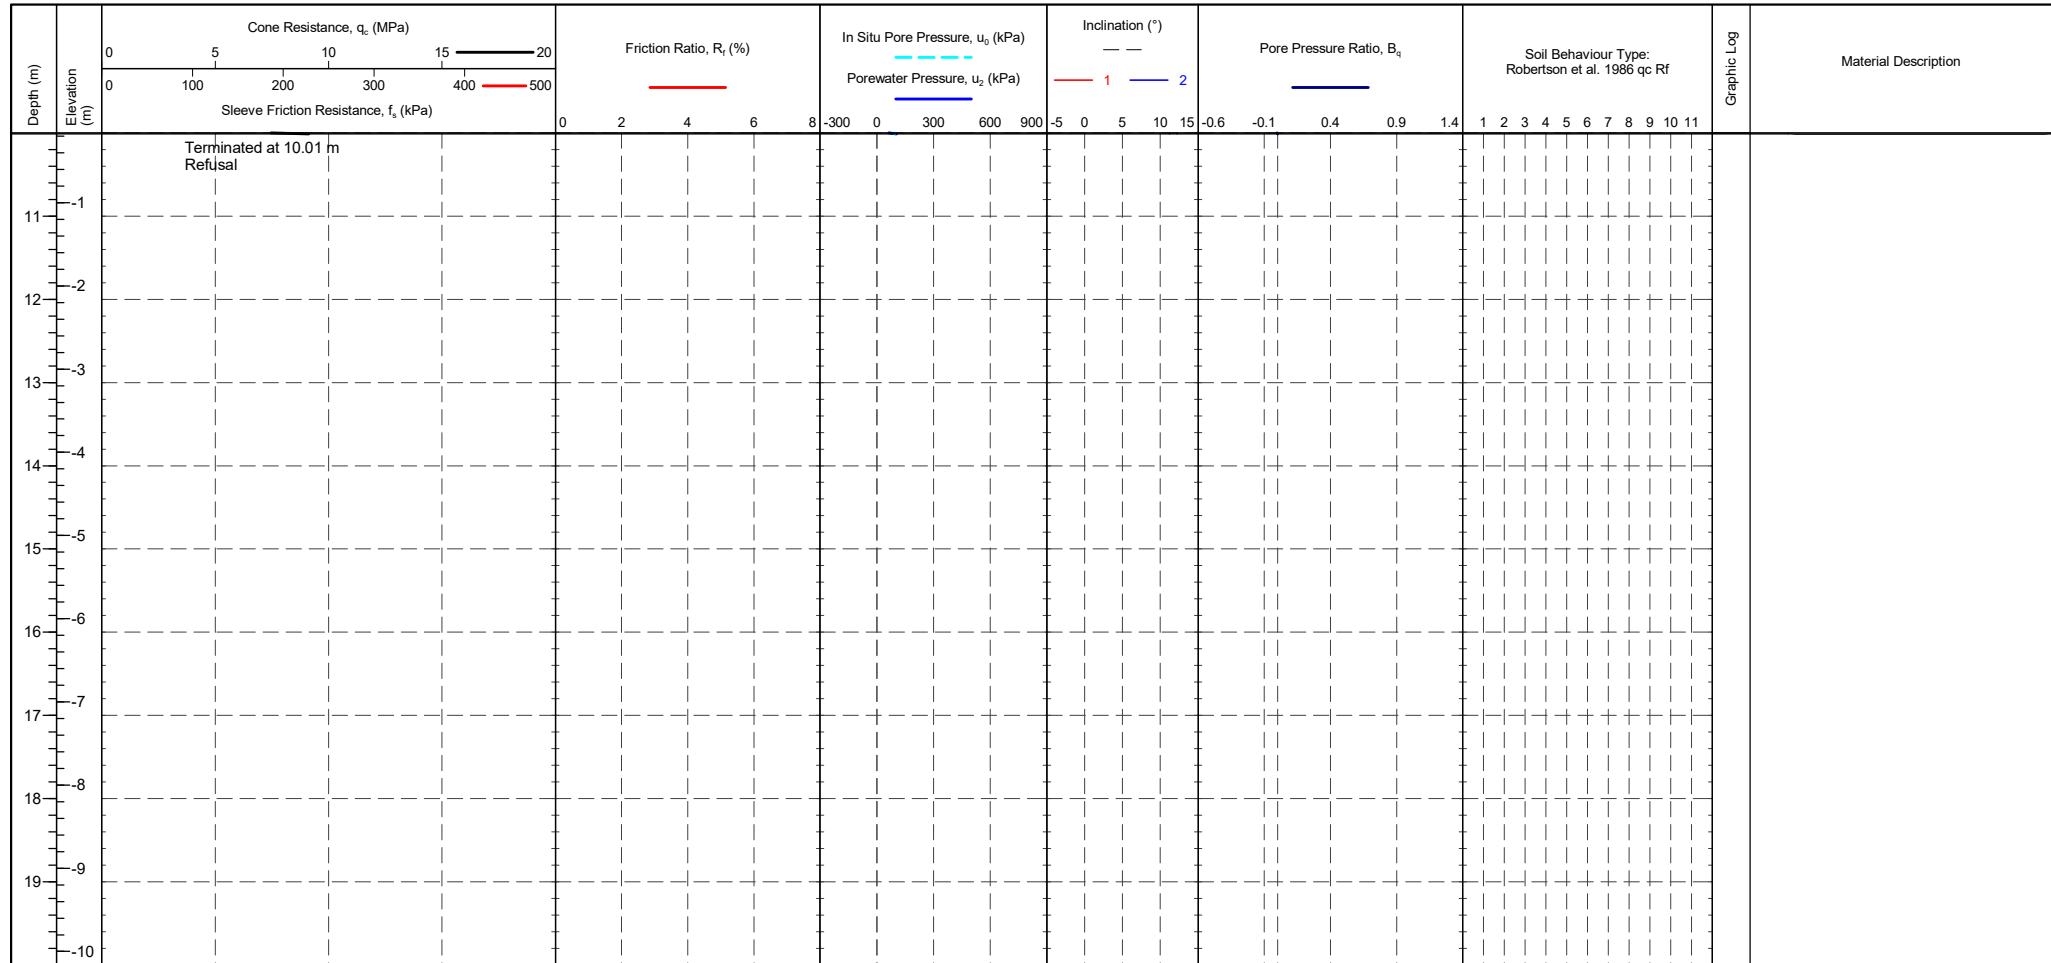 Depth (m)
Elevation (m)
Cone Resistance, qc (MPa)
0 5 10 15 20
0 100 200 300 400 500
Sleeve Friction Resistance, fs (kPa)
Friction Ratio, Rf (%)
0 2 4 6 8
In Situ Pore Pressure, u0 (kPa)
Porewater Pressure, u2 (kPa)
-300 0 300 600 900
Inclination (°)
1 2
-5 0 5 10 15
Pore Pressure Ratio, Bq
-0.6 -0.1 0.4 0.9 1.4
Soil Behaviour Type:
Robertson et al. 1986 qc Rf
1 2 3 4 5 6 7 8 9 10 11
Graphic Log
Material Description
Terminated at 10.01 m
Refusal
-1
11
-2
12
-3
13
-4
14
-5
15
-6
16
-7
17
-8
18
-9
19
-10